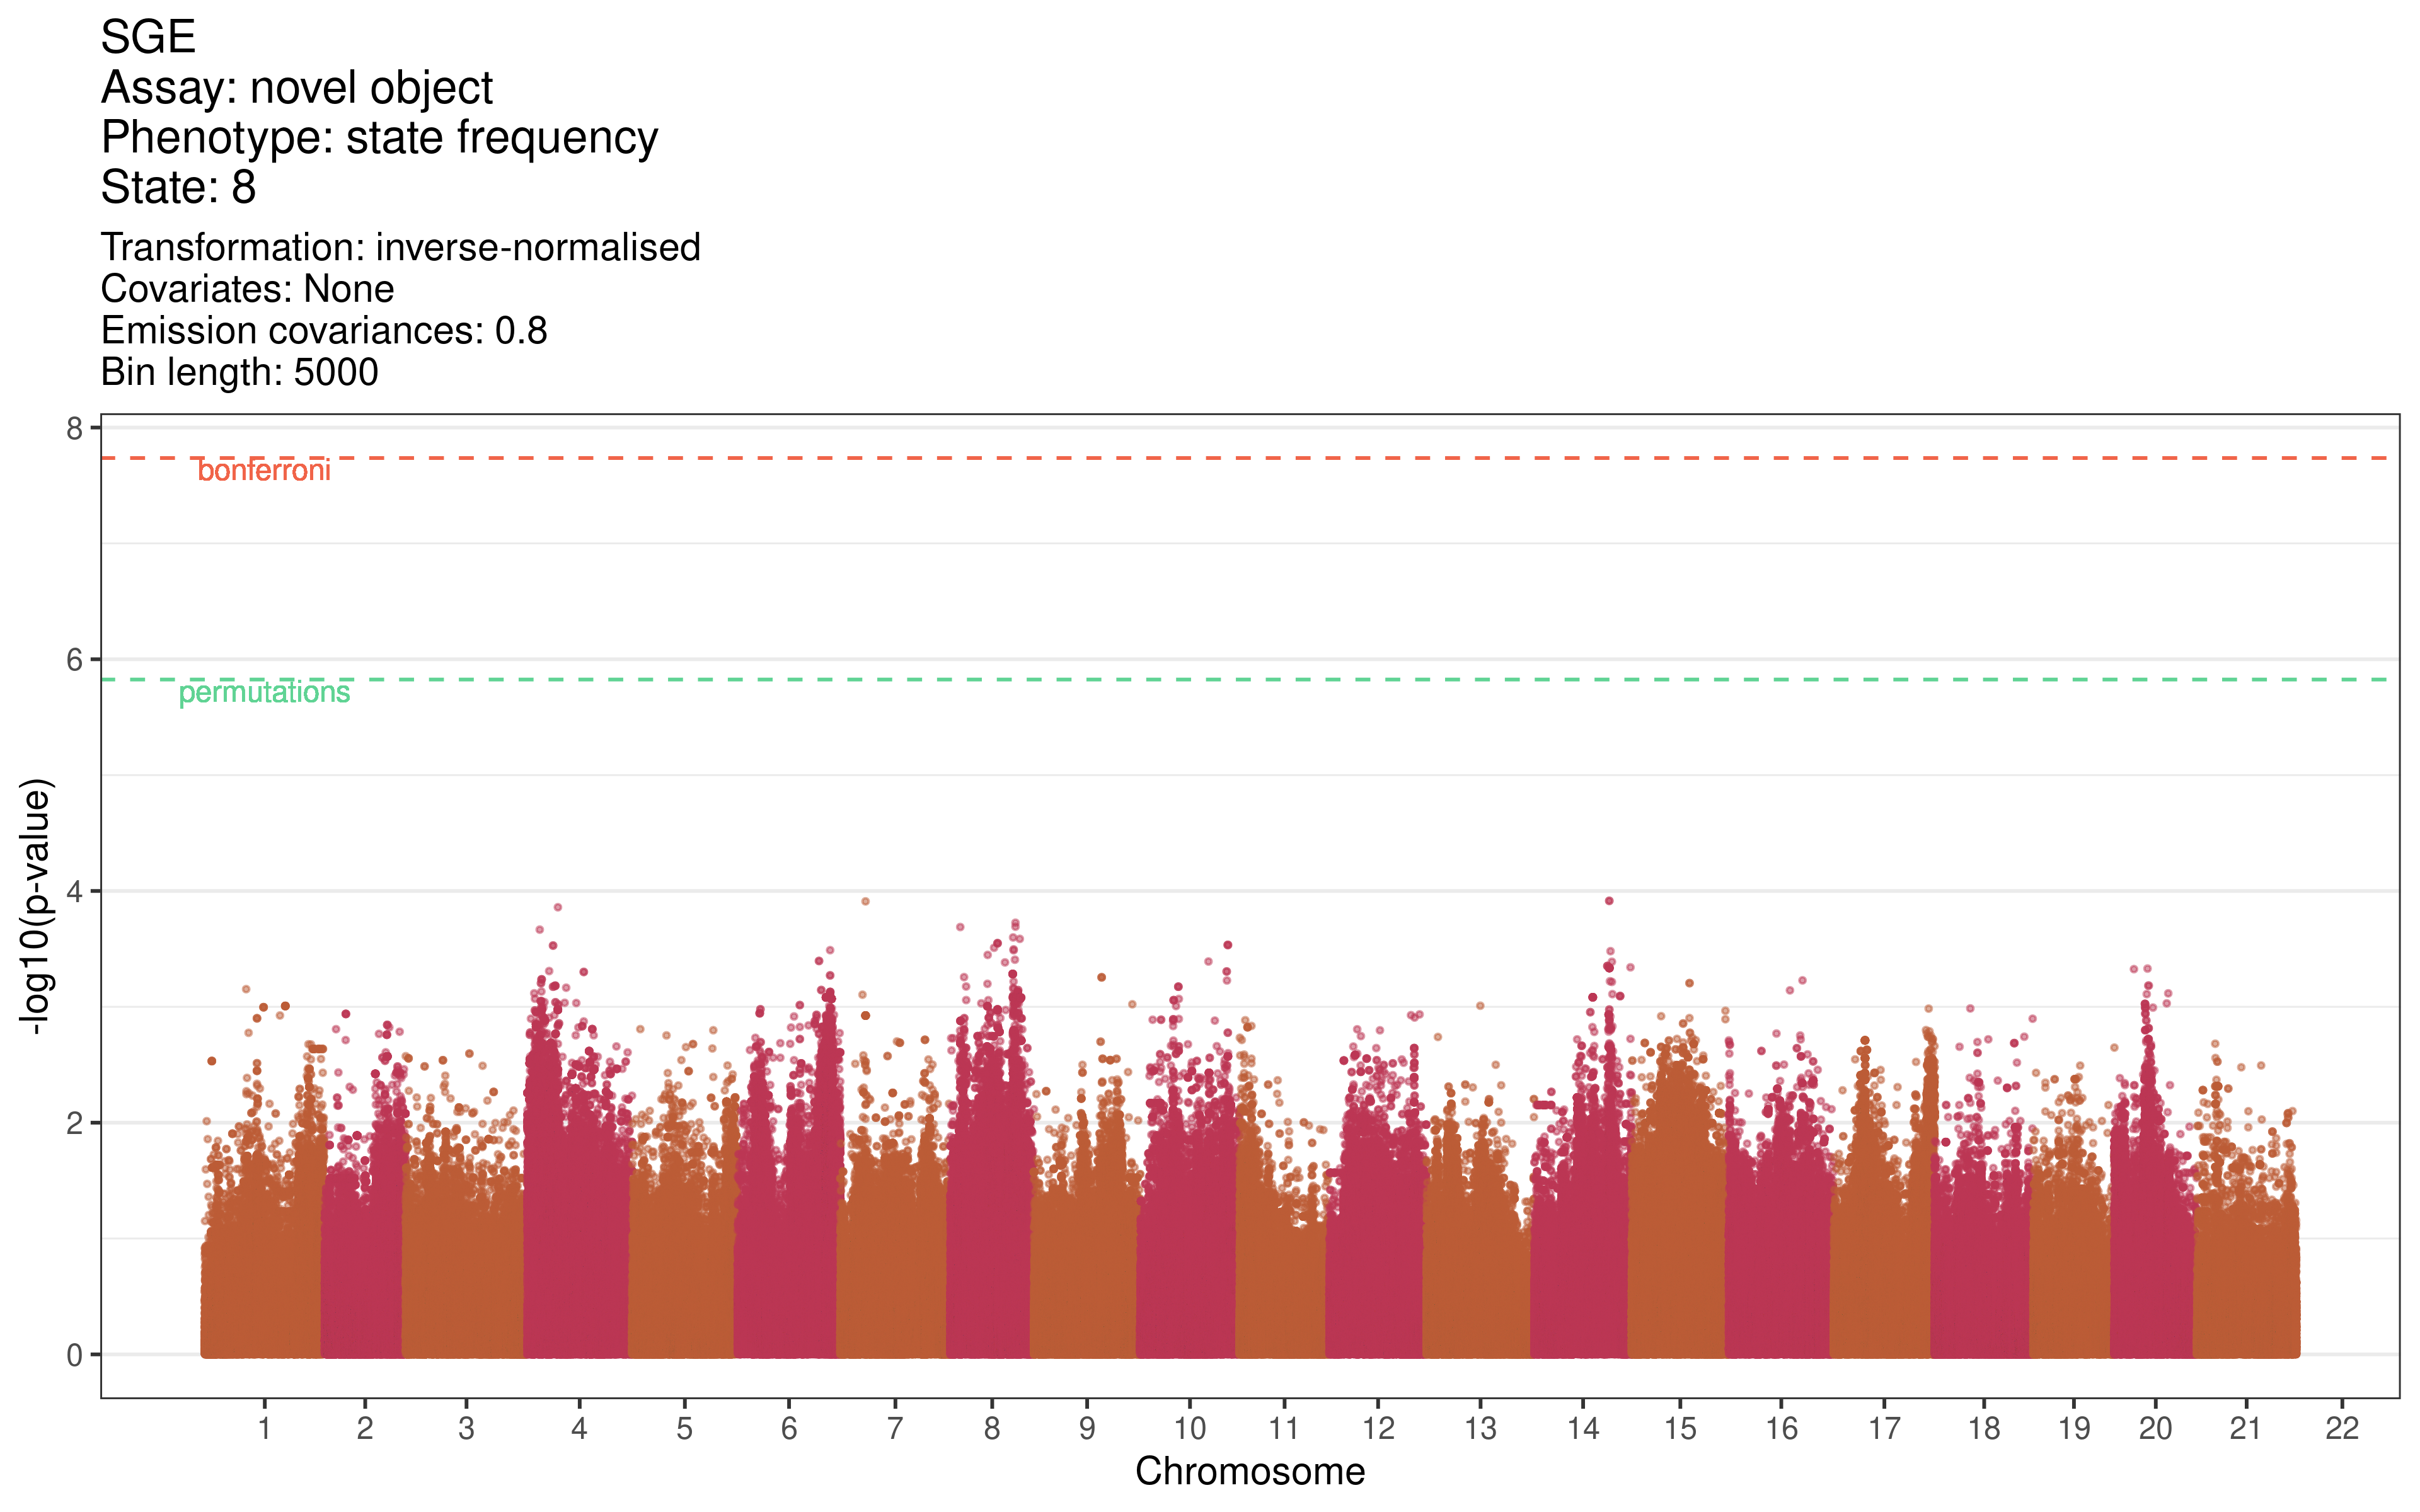 SGE
Assay: novel object
Phenotype: state frequency
State: 8
Transformation: inverse-normalised
Covariates: None
Emission covariances: 0.8
Bin length: 5000
8
bonferroni
6
permutations
4
2
0
-log10(p-value)
1 2 3 4 5 6 7 8 9 10 11 12 13 14 15 16 17 18 19 20 21 22
Chromosome